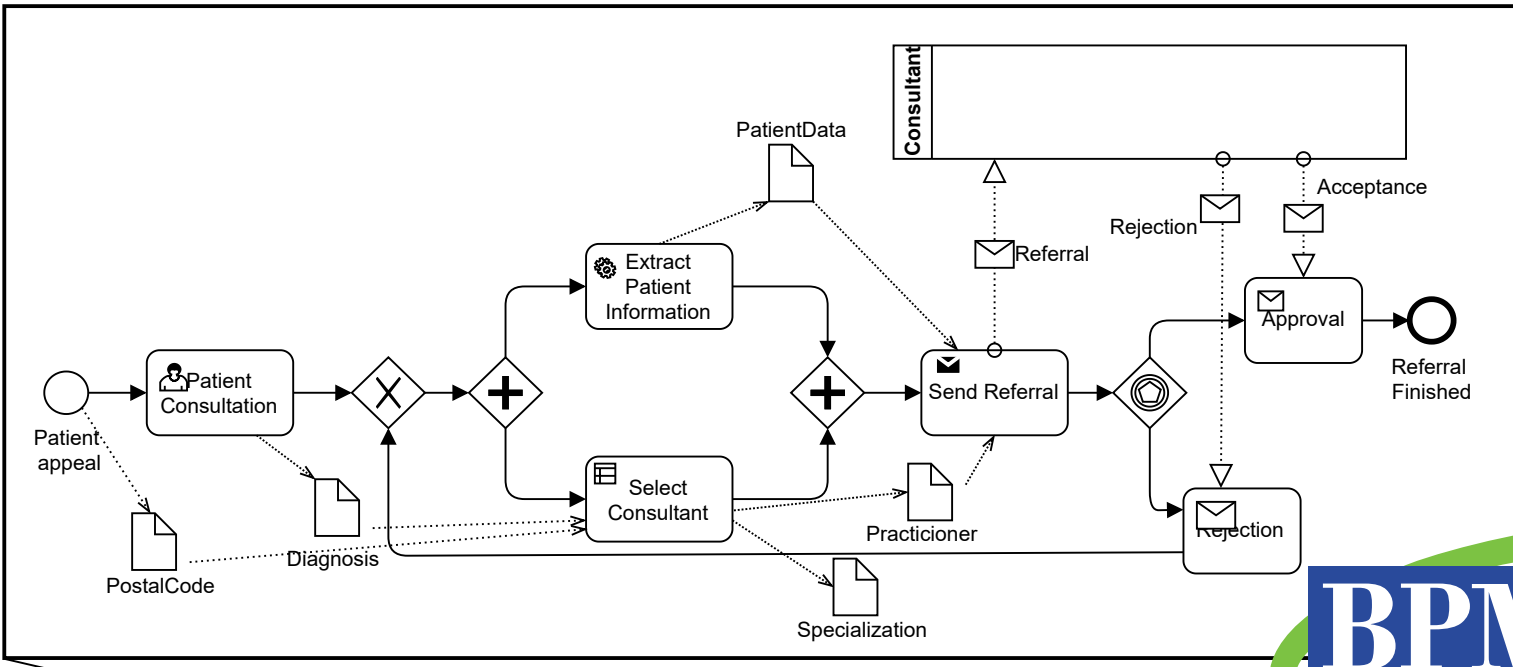 Consultant
PatientData
Acceptance
Rejection
Referral
Extract
Patient
Information
Approval
Patient
Consultation
Send Referral
Referral
Finished
Patient
appeal
Select
Consultant
Practicioner
Rejection
Diagnosis
PostalCode
Specialization